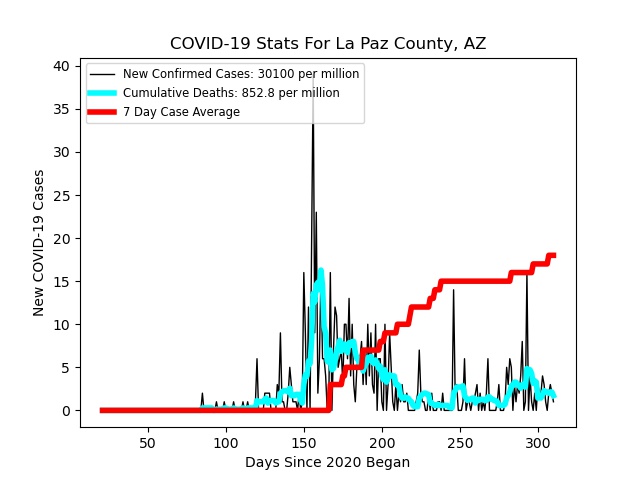 COVID-19 Stats For La Paz County, AZ
New Confirmed Cases: 30100 per million
Cumulative Deaths: 852.8 per million
7 Day Case Average
40
35
30
25
20
15
10
5
0
New COVID-19 Cases
50 100 150 200 250 300
Days Since 2020 Began